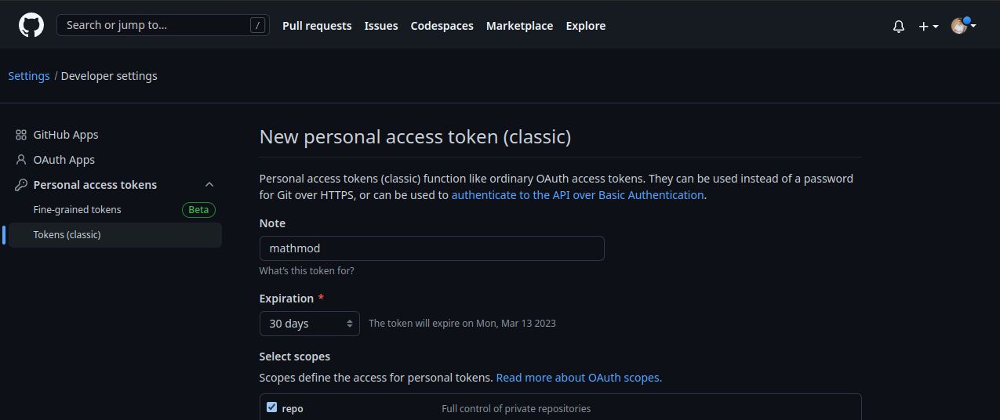 Search or jump to... /
Pull requests Issues Codespaces Marketplace Explore
Settings / Developer settings
GitHub Apps
OAuth Apps
Personal access tokens
Fine-grained tokens Beta
Tokens (classic)
New personal access token (classic)
Personal access tokens (classic) function like ordinary OAuth access tokens. They can be used instead of a password
for Git over HTTPS, or can be used to authenticate to the API over Basic Authentication.
Note
mathmod
What's this token for?
Expiration *
30 days The token will expire on Mon, Mar 13 2023
Select scopes
Scopes define the access for personal tokens. Read more about OAuth scopes.
repo Full control of private repositories